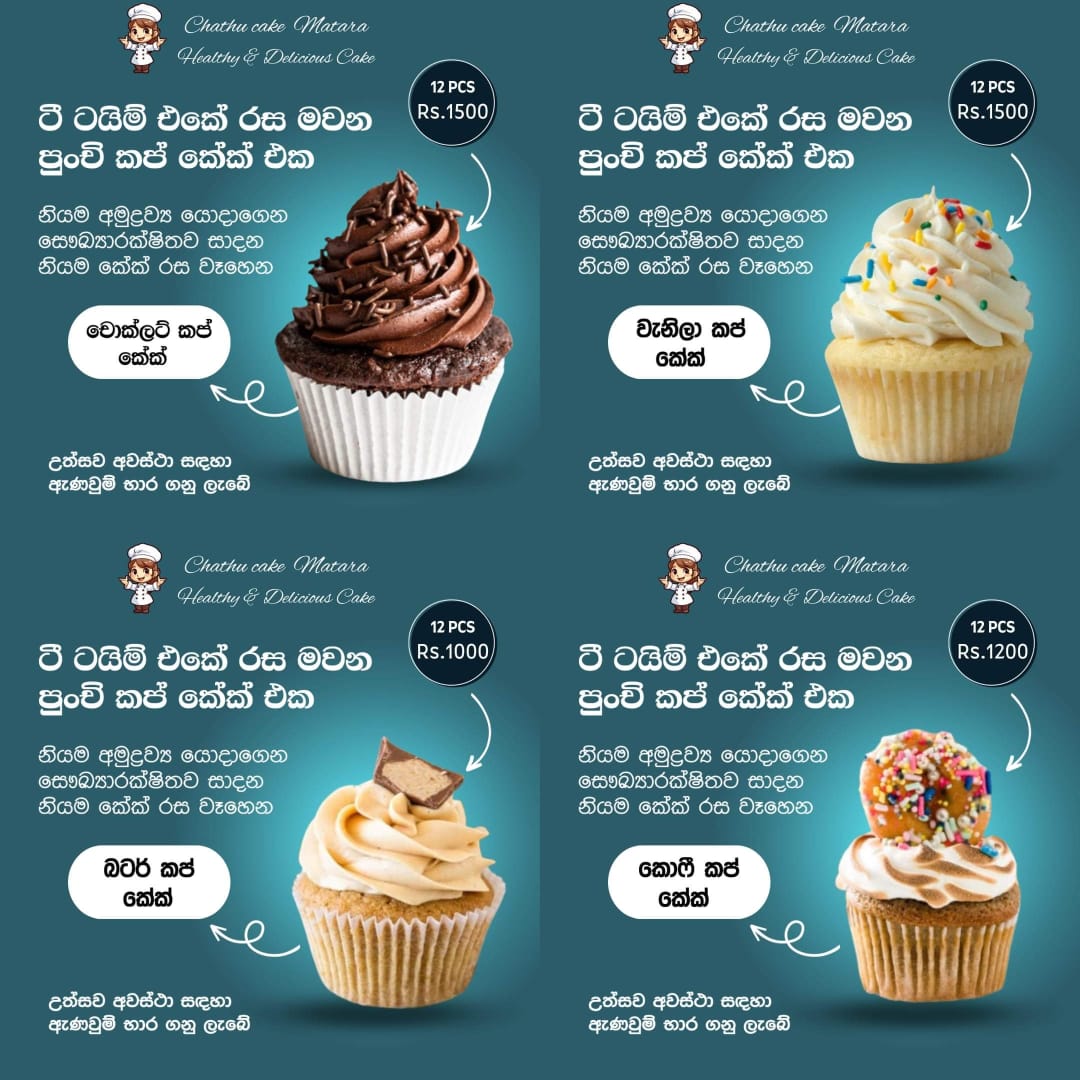 Chathu cake Matara
Healthy & Delicious Cake
12 PCS
Rs.1500
ටී ටයිම් එකේ රස මවන
පුංචි කප් කේක් එක
නියම අමුද්‍රව්‍ය යොදාගෙන
සෞඛ්‍යාරක්ෂිතව සාදන
නියම කේක් රස වෑහෙන
චොක්ලට් කප්
කේක්
උත්සව අවස්ථා සඳහා
ඇණවුම් භාර ගනු ලැබේ
Chathu cake Matara
Healthy & Delicious Cake
12 PCS
Rs.1500
ටී ටයිම් එකේ රස මවන
පුංචි කප් කේක් එක
නියම අමුද්‍රව්‍ය යොදාගෙන
සෞඛ්‍යාරක්ෂිතව සාදන
නියම කේක් රස වෑහෙන
වැනිලා කප්
කේක්
උත්සව අවස්ථා සඳහා
ඇණවුම් භාර ගනු ලැබේ
Chathu cake Matara
Healthy & Delicious Cake
12 PCS
Rs.1000
ටී ටයිම් එකේ රස මවන
පුංචි කප් කේක් එක
නියම අමුද්‍රව්‍ය යොදාගෙන
සෞඛ්‍යාරක්ෂිතව සාදන
නියම කේක් රස වෑහෙන
බටර් කප්
කේක්
උත්සව අවස්ථා සඳහා
ඇණවුම් භාර ගනු ලැබේ
Chathu cake Matara
Healthy & Delicious Cake
12 PCS
Rs.1200
ටී ටයිම් එකේ රස මවන
පුංචි කප් කේක් එක
නියම අමුද්‍රව්‍ය යොදාගෙන
සෞඛ්‍යාරක්ෂිතව සාදන
නියම කේක් රස වෑහෙන
කොෆී කප්
කේක්
උත්සව අවස්ථා සඳහා
ඇණවුම් භාර ගනු ලැබේ